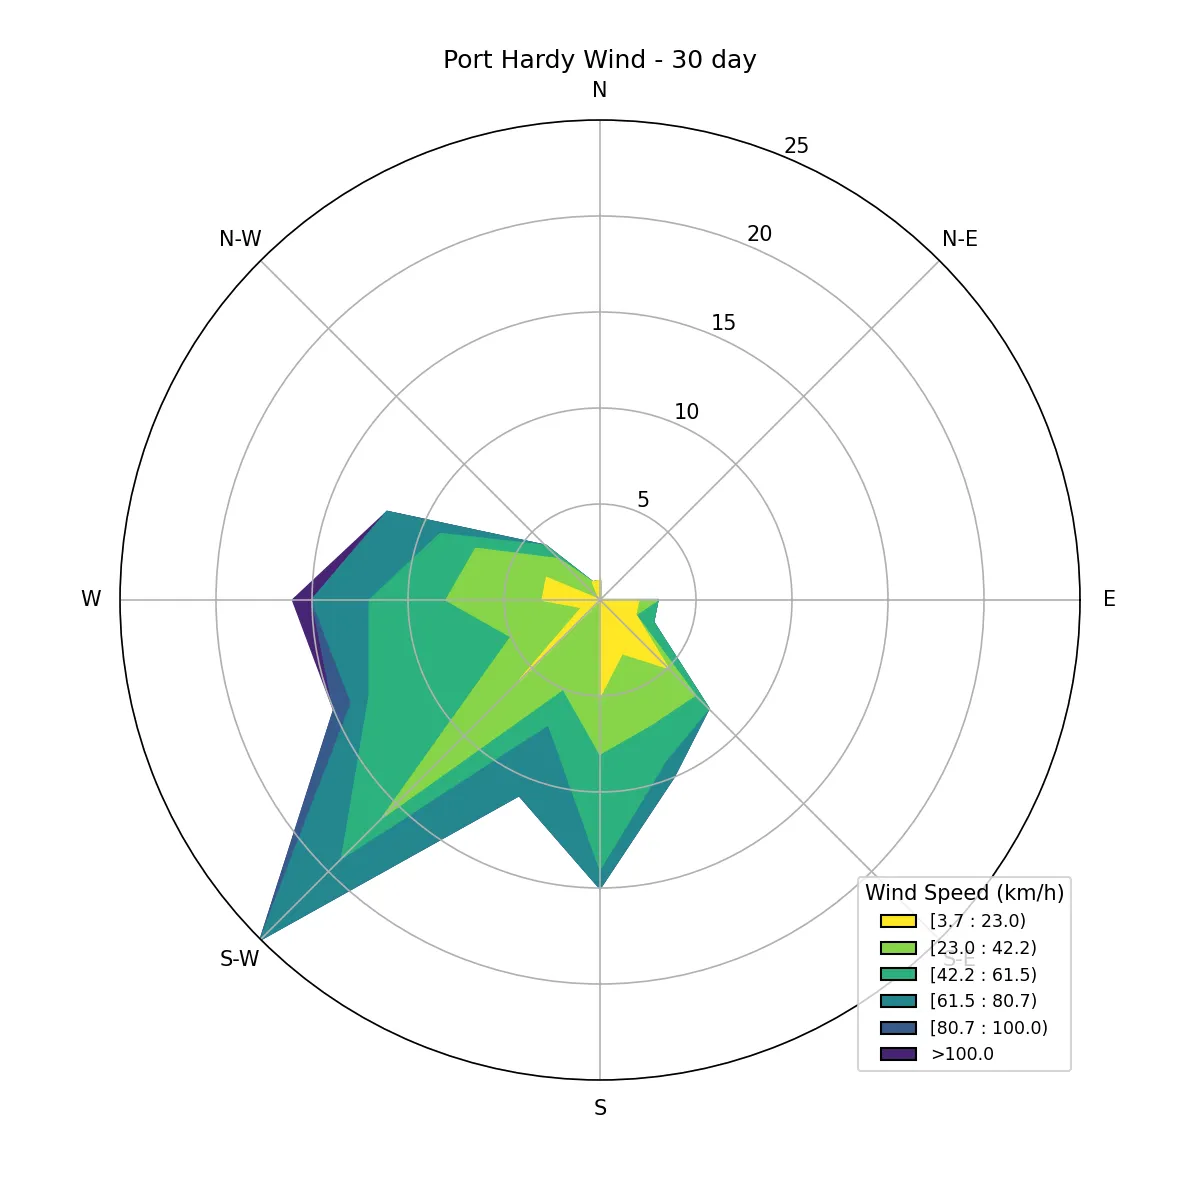 Port Hardy Wind - 30 day
N
25
N-W
20
N-E
15
10
5
W
E
S-W
S-E
S
Wind Speed (km/h)
[3.7 : 23.0)
[23.0 : 42.2)
[42.2 : 61.5)
[61.5 : 80.7)
[80.7 : 100.0)
>100.0